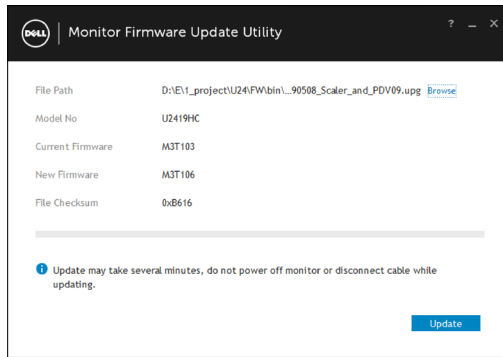 DELL | Monitor Firmware Update Utility ? _ ×
File Path D:\E\1_project\U24\FW\bin\...90508_Scaler_and_PDV09.upg Browse
Model No U2419HC
Current Firmware M3T103
New Firmware M3T106
File Checksum 0xB616
Update may take several minutes, do not power off monitor or disconnect cable while
updating.
Update